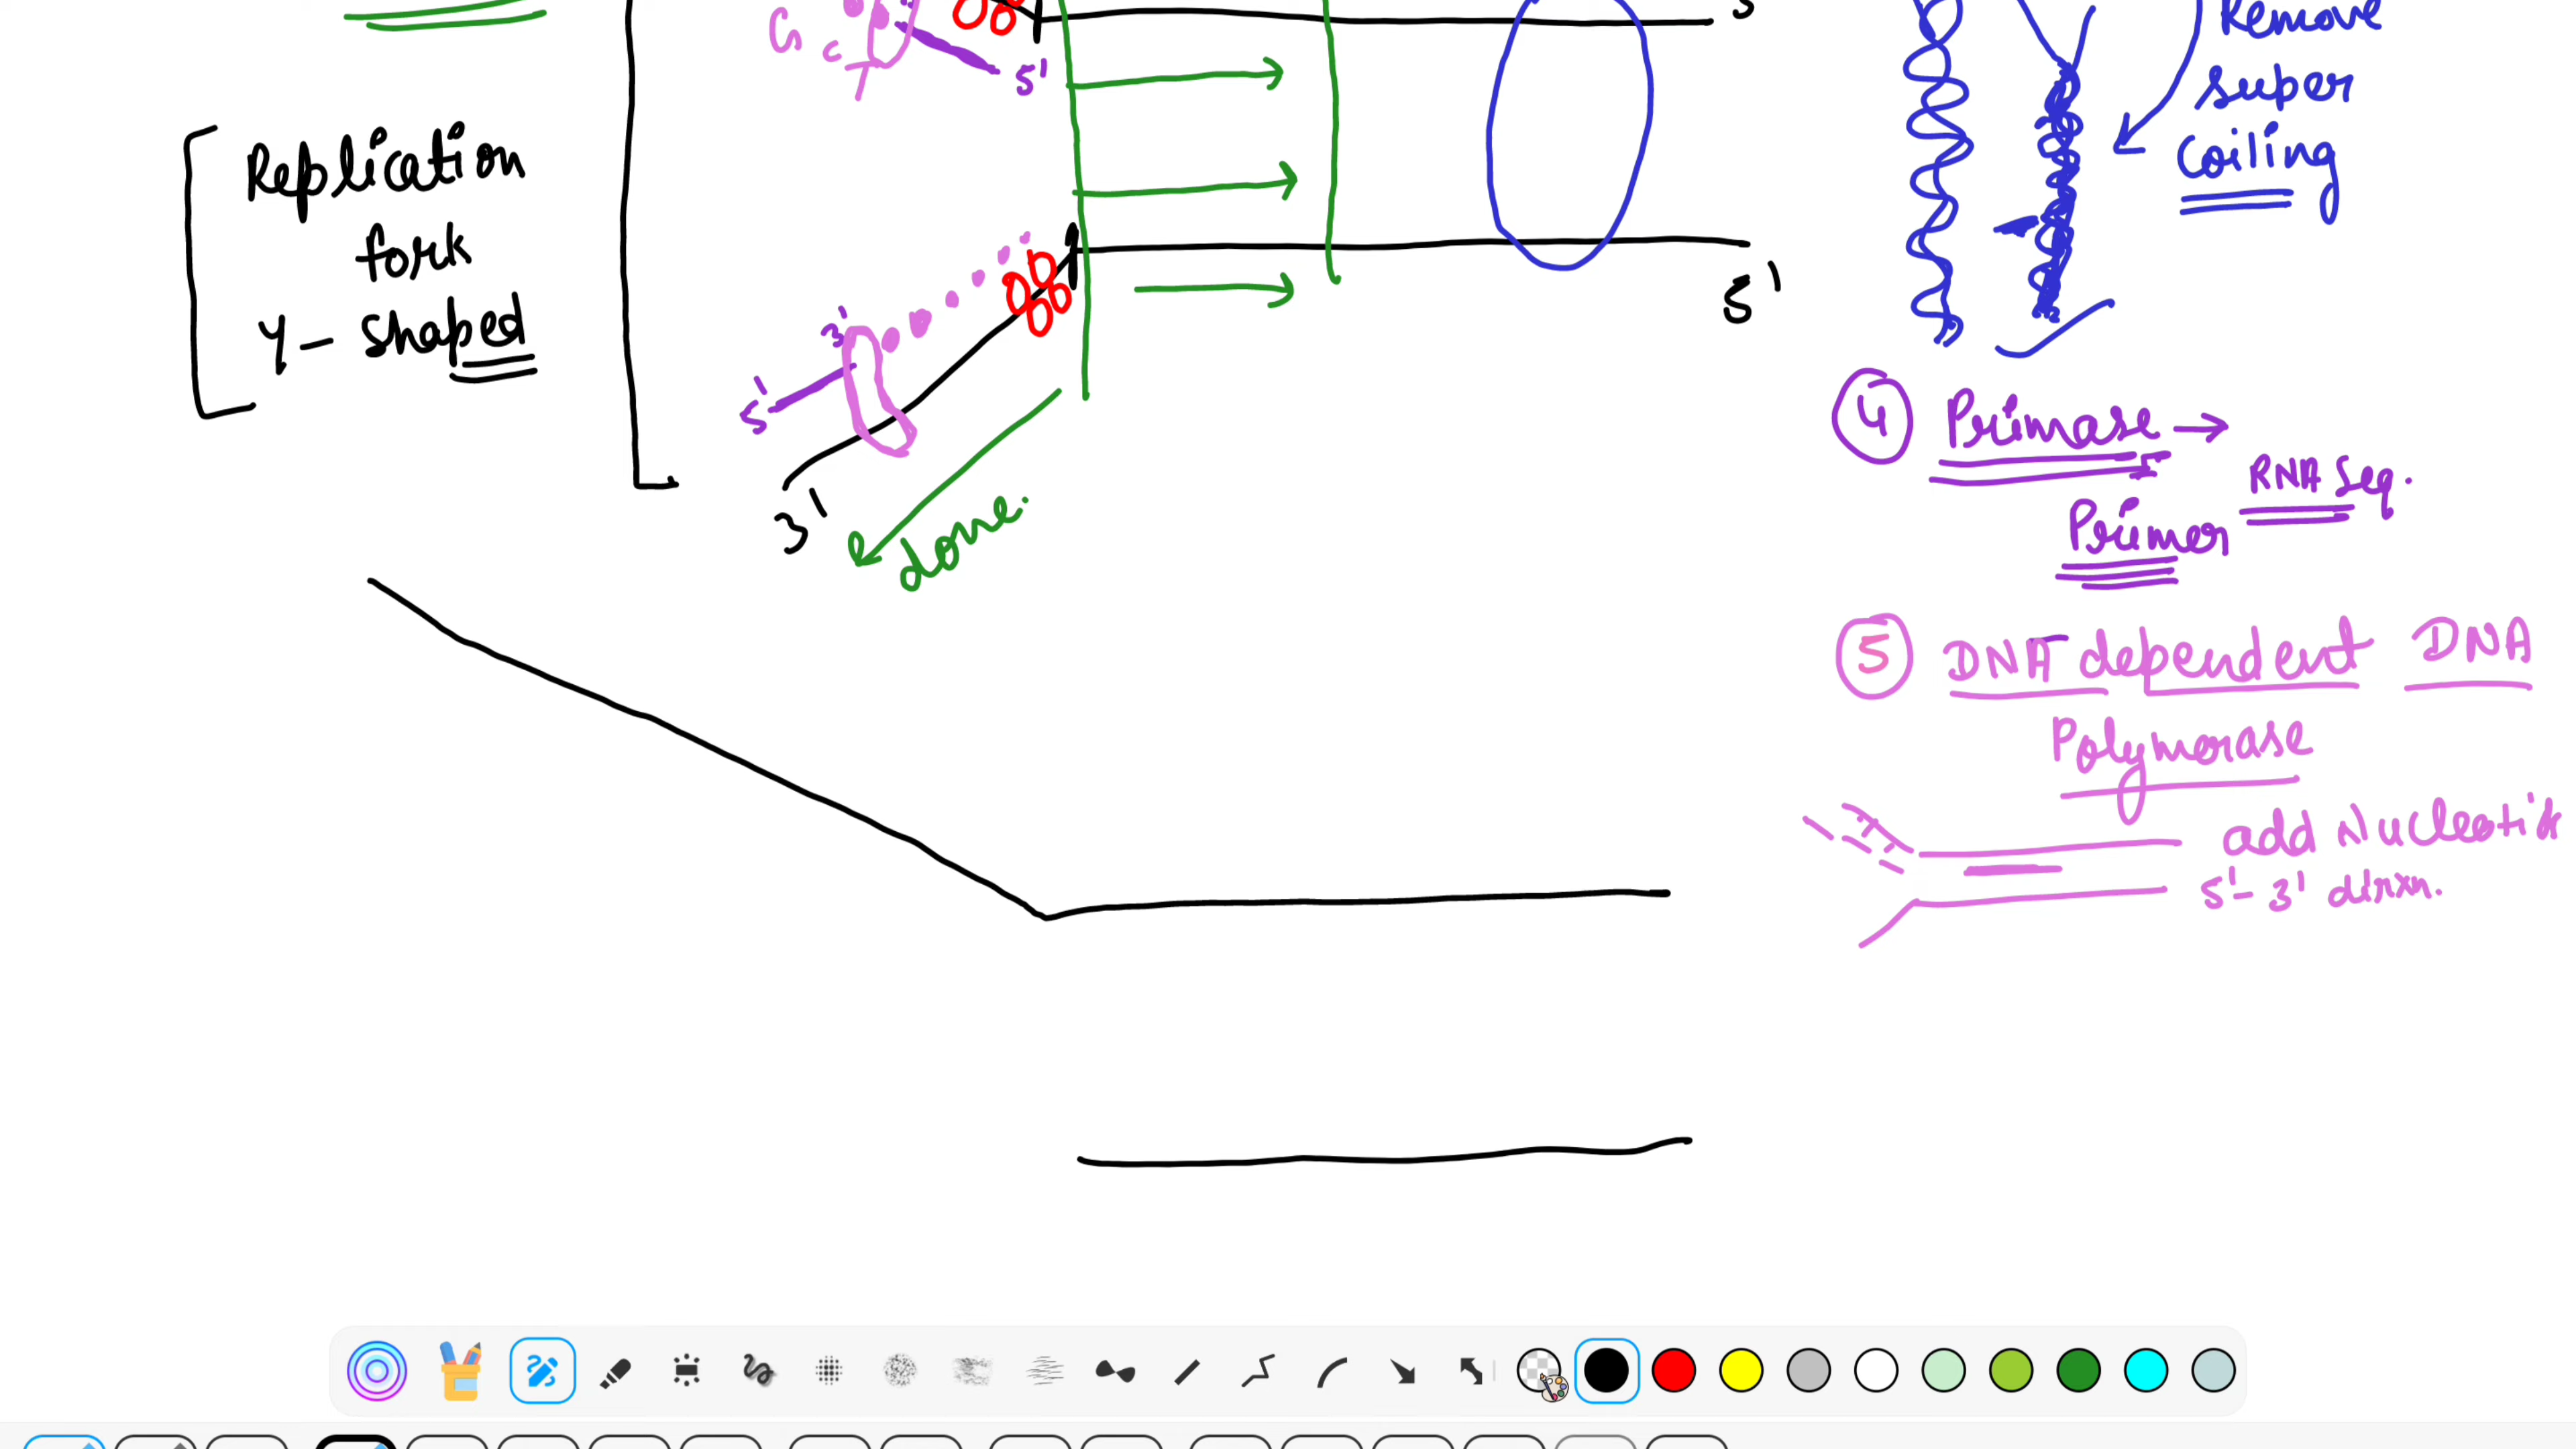 G C
T
5'
3'
Remove
super
Coiling
Replication
fork
Y - shaped
5'
3'
5'
3'
done.
4 Primase →
RNA Seq.
Primer
5 DNA dependent DNA
Polymerase
add Nucleotid
5' - 3' dirxn.